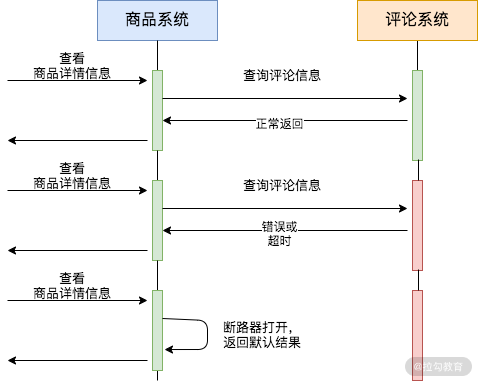 商品系统
评论系统
查看
商品详情信息
查询评论信息
正常返回
查看
商品详情信息
查询评论信息
错误或
超时
查看
商品详情信息
断路器打开，
返回默认结果
@拉勾教育